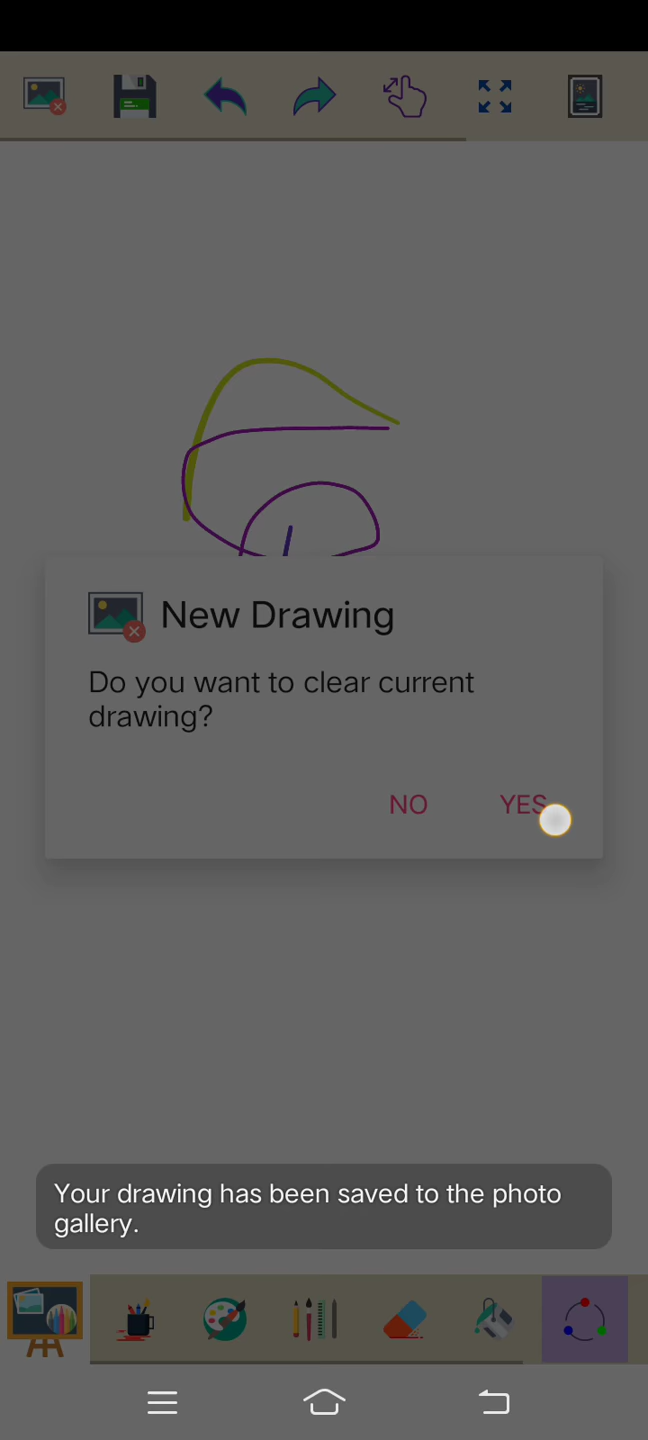 New Drawing
Do you want to clear current
drawing?
NO YES
Your drawing has been saved to the photo
gallery.